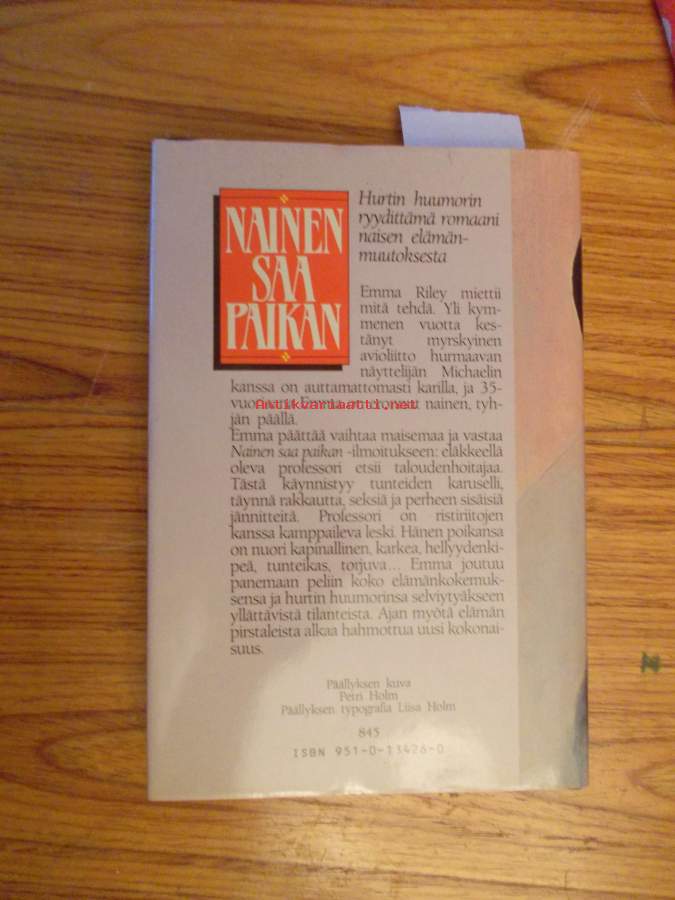 NAINEN
SAA
PAIKAN
Hurtin huumorin
ryydittämä romaani
naisen elämän-
muutoksesta
Emma Riley miettii
mitä tehdä. Yli kym-
menen vuotta kes-
tänyt myrskyinen
avioliitto hurmaavan
näyttelijän Michaelin
kanssa on auttamattomasti karilla, ja 35-
Emma nainen, tyh-
Antikvariaatti.net
jän päällä.
Emma päättää vaihtaa maisemaa ja vastaa
Nainen saa paikan -ilmoitukseen: eläkkeellä
oleva professori etsii taloudenhoitajaa.
Tästä käynnistyy tunteiden karuselli,
täynnä rakkautta, seksiä ja perheen sisäisiä
jännitteitä. Professori on ristiriitojen
kanssa kamppaileva leski. Hänen poikansa
on nuori kapinallinen, karkea, hellyydenki-
peä, tunteikas, torjuva... Emma joutuu
panemaan peliin koko elämänkokemuk-
sensa ja hurtin huumorinsa selviytyäkseen
yllättävistä tilanteista. Ajan myötä elämän
pirstaleista alkaa hahmottua uusi kokonai-
suus.
Päällyksen kuva
Petri Holm
Päällyksen typografia Liisa Holm
845
ISBN 951-0-13426-0